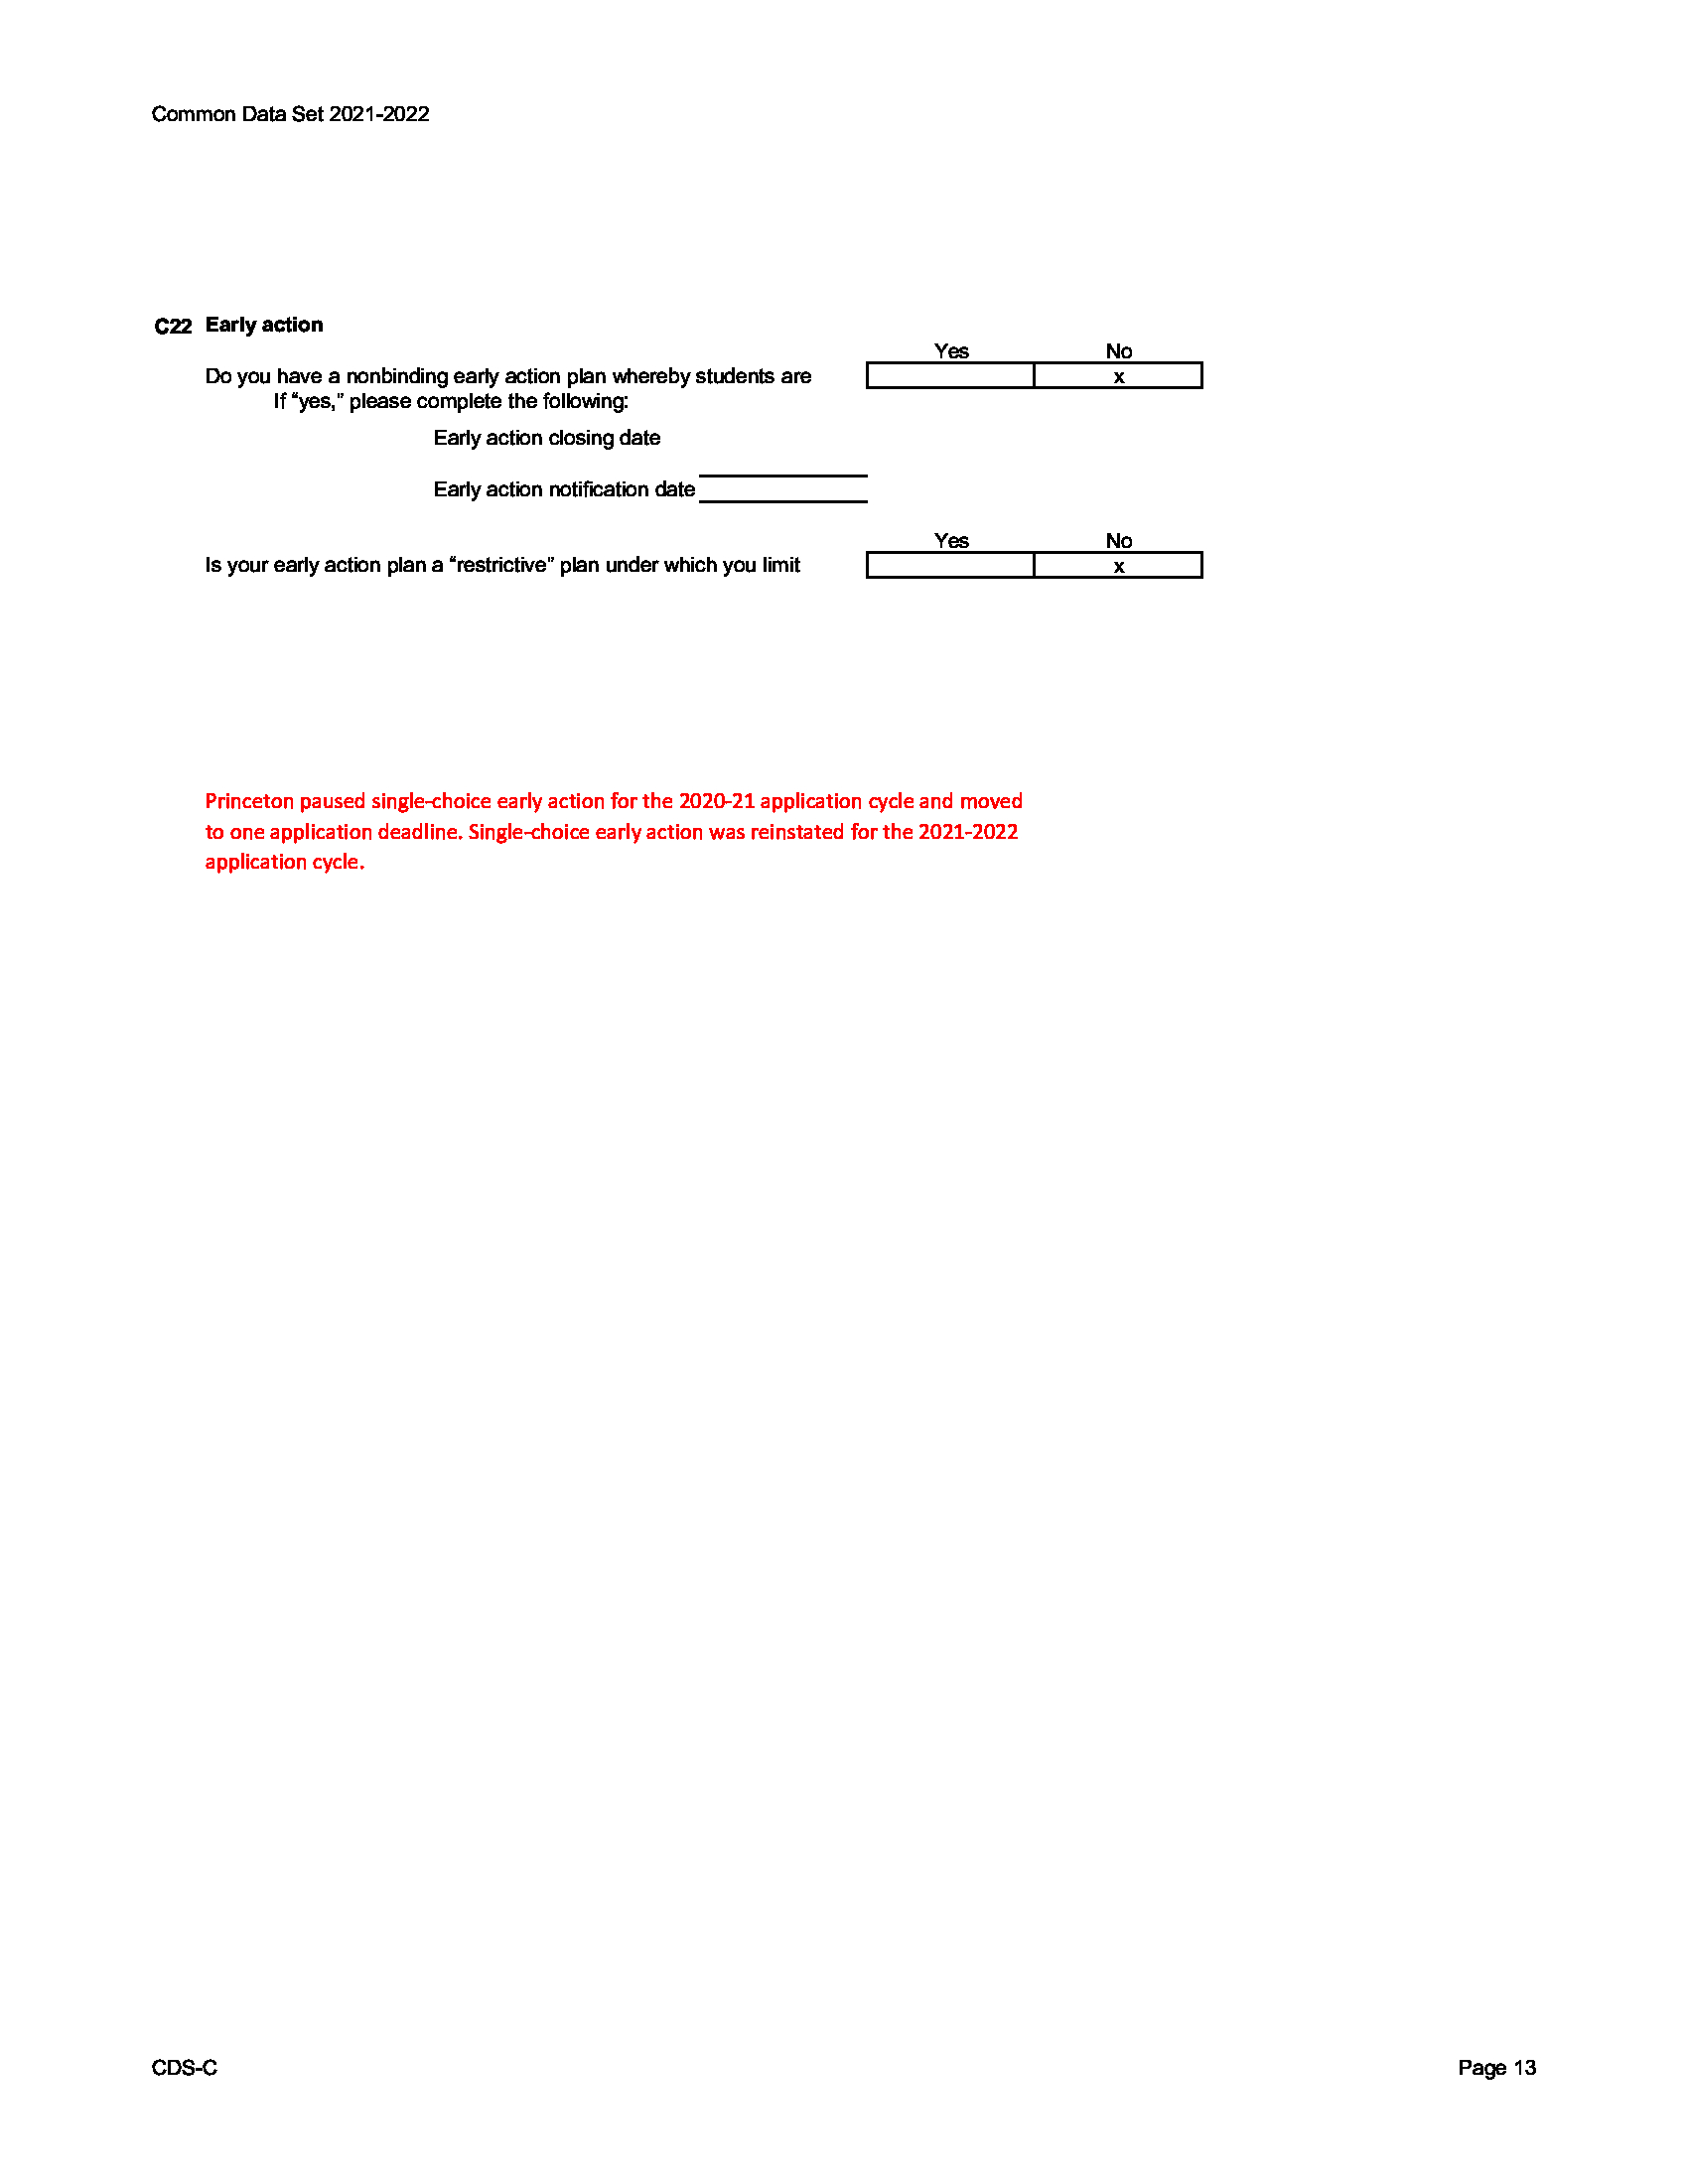 Common Data Set 2021-2022
C22 Early action
Yes No
Do you have a nonbinding early action plan whereby students are x
If “yes,” please complete the following:
Early action closing date
Early action notification date
Yes No
Is your early action plan a “restrictive” plan under which you limit x
Princeton paused single-choice early action for the 2020-21 application cycle and moved
to one application deadline. Single-choice early action was reinstated for the 2021-2022
application cycle.
CDS-C Page 13